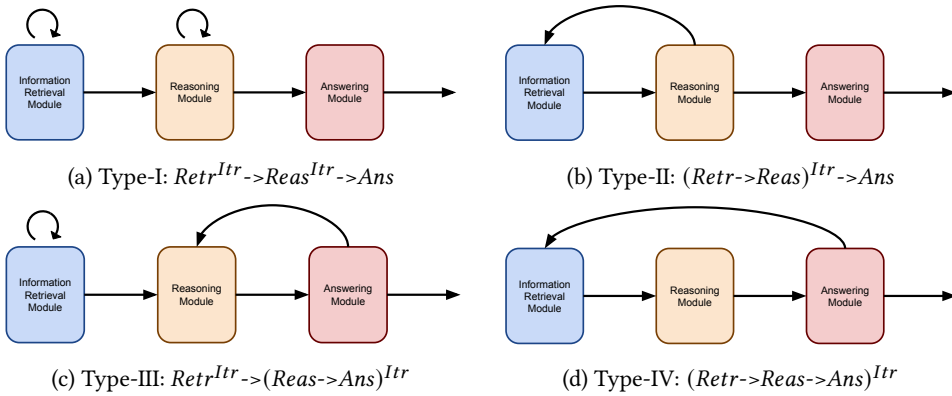 Information
Retrieval
Module
Reasoning
Module
Answering
Module
Information
Retrieval
Module
Reasoning
Module
Answering
Module
(a) Type-I: Retr^Itr->Reas^Itr->Ans
(b) Type-II: (Retr->Reas)^Itr->Ans
Information
Retrieval
Module
Reasoning
Module
Answering
Module
Information
Retrieval
Module
Reasoning
Module
Answering
Module
(c) Type-III: Retr^Itr->(Reas->Ans)^Itr
(d) Type-IV: (Retr->Reas->Ans)^Itr